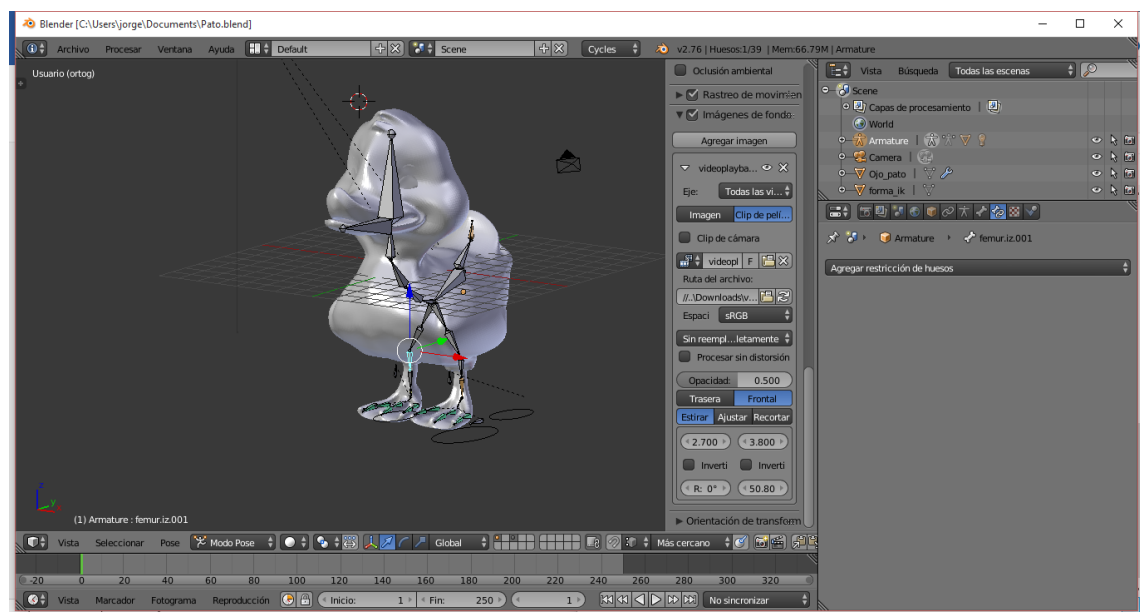 Blender [C:\Users\jorge\Documents\Pato.blend]
Archivo Procesar Ventana Ayuda Default Scene Cycles v2.76 | Huesos:1/39 | Mem:66.79M | Armature
Usuario (ortog)
Oclusión ambiental
Rastreo de movimien
Imágenes de fondo
Agregar imagen
videoplayba...
Eje: Todas las vi...
Imagen Clip de pelí...
Clip de cámara
videopl F
Ruta del archivo:
//..\Downloads\v...
Espaci sRGB
Sin reempl...letamente
Procesar sin distorsión
Opacidad: 0.500
Trasera Frontal
Estirar Ajustar Recortar
2.700 3.800
Inverti Inverti
R: 0° 50.80
Orientación de transform
Vista Búsqueda Todas las escenas
Scene
Capas de procesamiento |
World
Armature |
Camera |
Ojo_pato |
forma_ik |
Armature femur.iz.001
Agregar restricción de huesos
z
y
x
(1) Armature : femur.iz.001
Vista Seleccionar Pose Modo Pose Global Más cercano
-20 0 20 40 60 80 100 120 140 160 180 200 220 240 260 280 300 320
Vista Marcador Fotograma Reproducción Inicio: 1 Fin: 250 1 No sincronizar